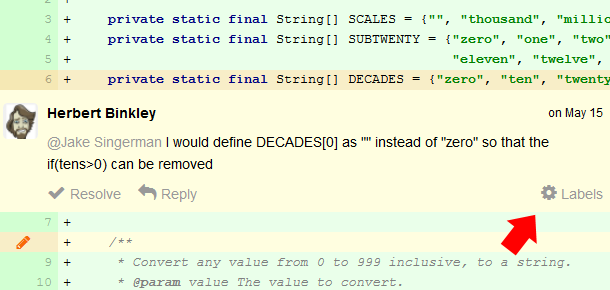 3 + private static final String[] SCALES = {"", "thousand", "millio
4 + private static final String[] SUBTWENTY = {"zero", "one", "two"
5 + "eleven", "twelve",
6 + private static final String[] DECADES = {"zero", "ten", "twenty
Herbert Binkley on May 15
@Jake Singerman I would define DECADES[0] as "" instead of "zero" so that the
if(tens>0) can be removed
Resolve Reply Labels
7 +
+ /**
9 + * Convert any value from 0 to 999 inclusive, to a string.
10 + * @param value The value to convert.